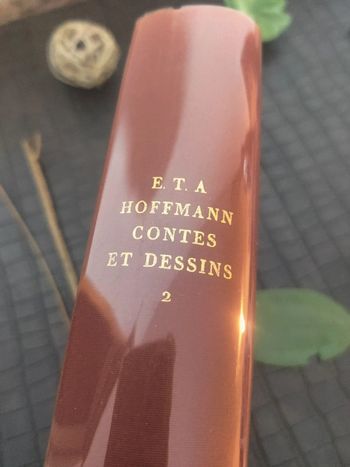 E. T. A
HOFFMANN
CONTES
ET DESSINS
2